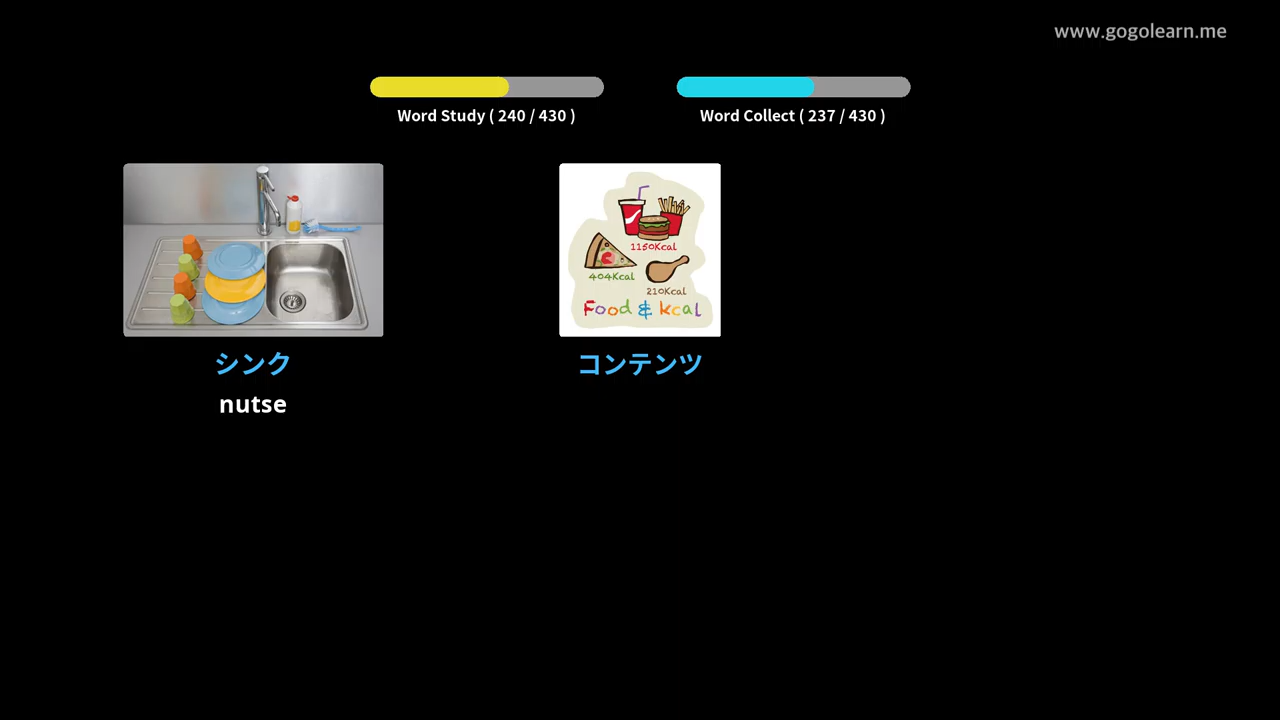 www.gogolearn.me
Word Study ( 240 / 430 )
Word Collect ( 237 / 430 )
1150Kcal
404Kcal
210Kcal
Food & kcal
シンク
コンテンツ
nutse